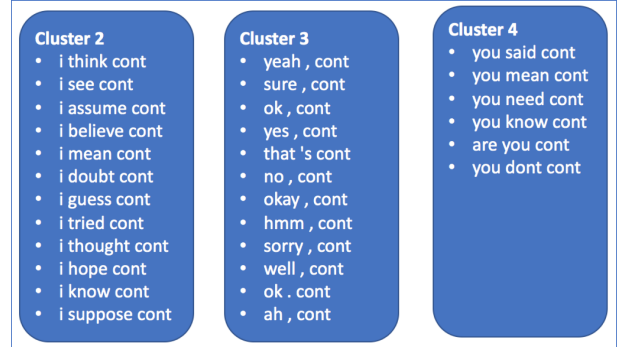 Cluster 2
• i think cont
• i see cont
• i assume cont
• i believe cont
• i mean cont
• i doubt cont
• i guess cont
• i tried cont
• i thought cont
• i hope cont
• i know cont
• i suppose cont
Cluster 3
• yeah , cont
• sure , cont
• ok , cont
• yes , cont
• that 's cont
• no , cont
• okay , cont
• hmm , cont
• sorry , cont
• well , cont
• ok . cont
• ah , cont
Cluster 4
• you said cont
• you mean cont
• you need cont
• you know cont
• are you cont
• you dont cont